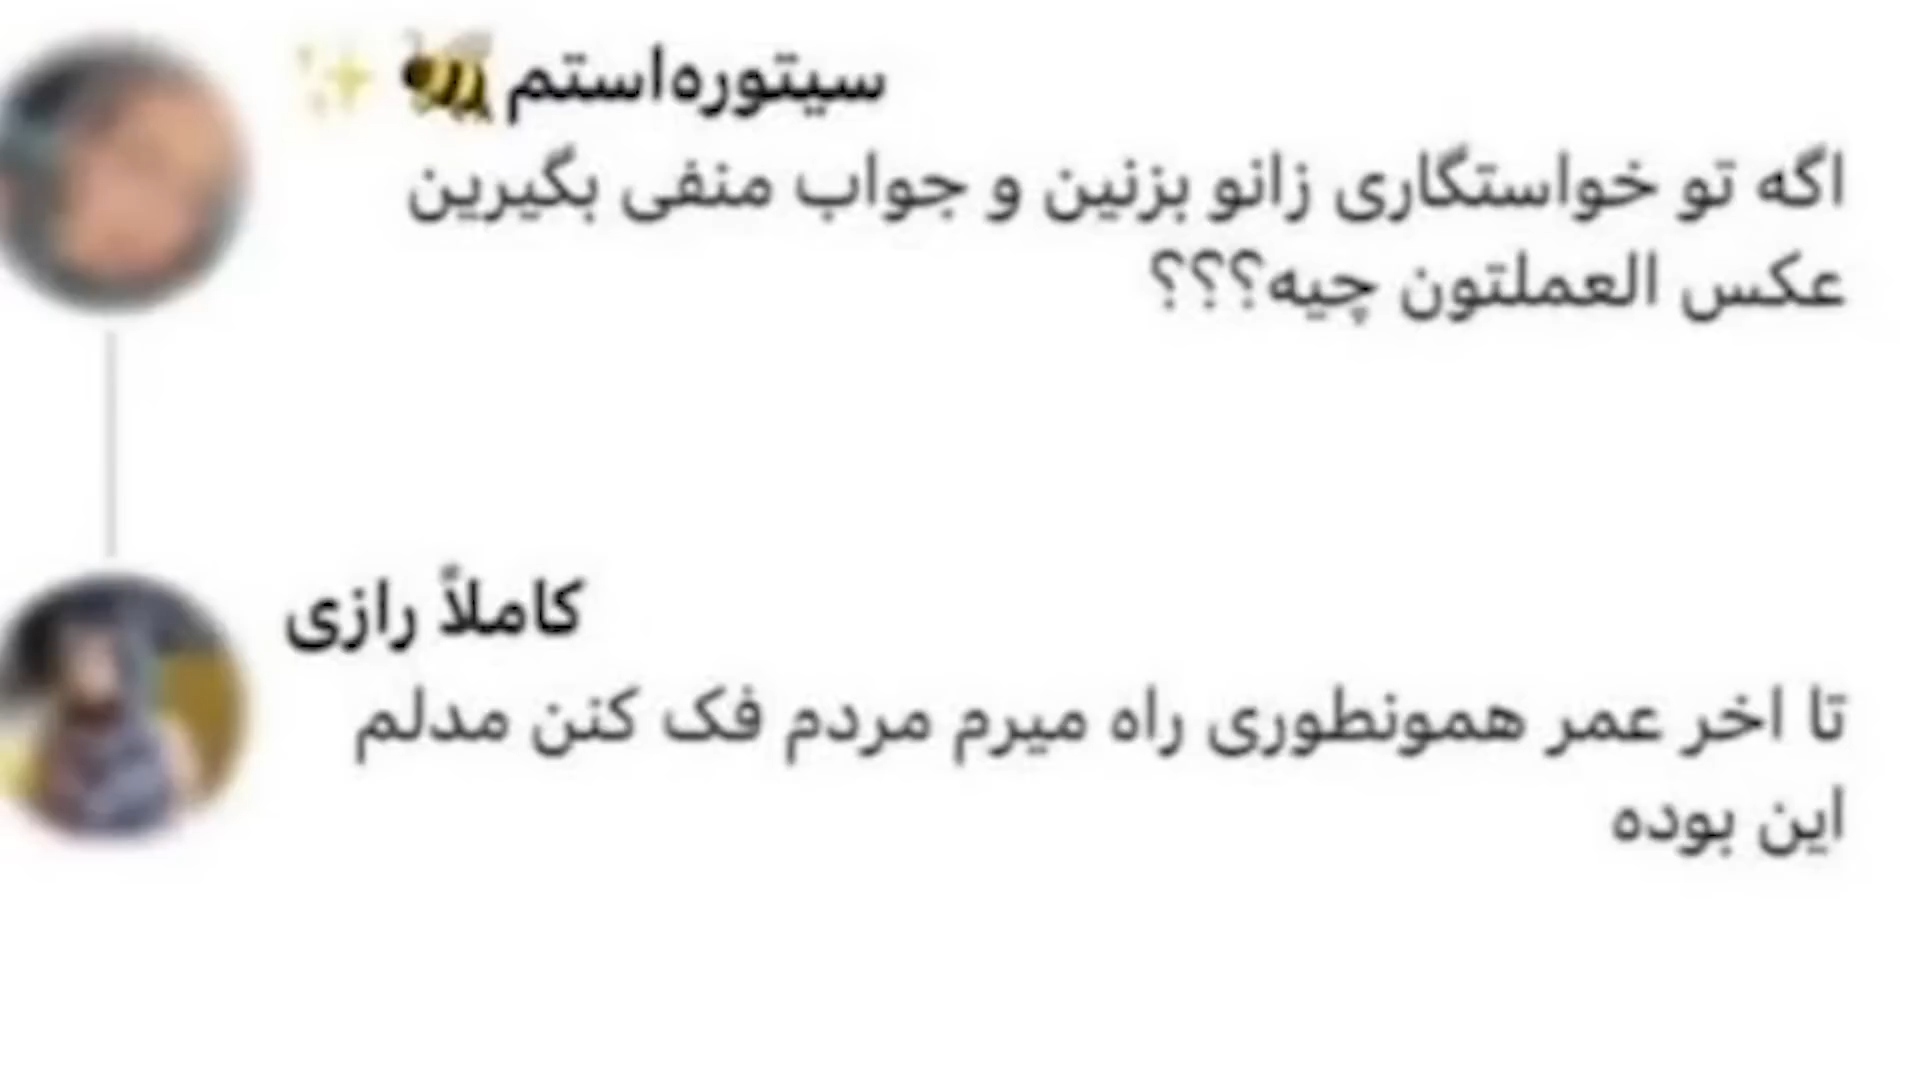 سیتوره‌استم🐝✨
اگه تو خواستگاری زانو بزنین و جواب منفی بگیرین
عکس العملتون چیه؟؟؟
کاملاً رازی
تا اخر عمر همونطوری راه میرم مردم فک کنن مدلم
این بوده